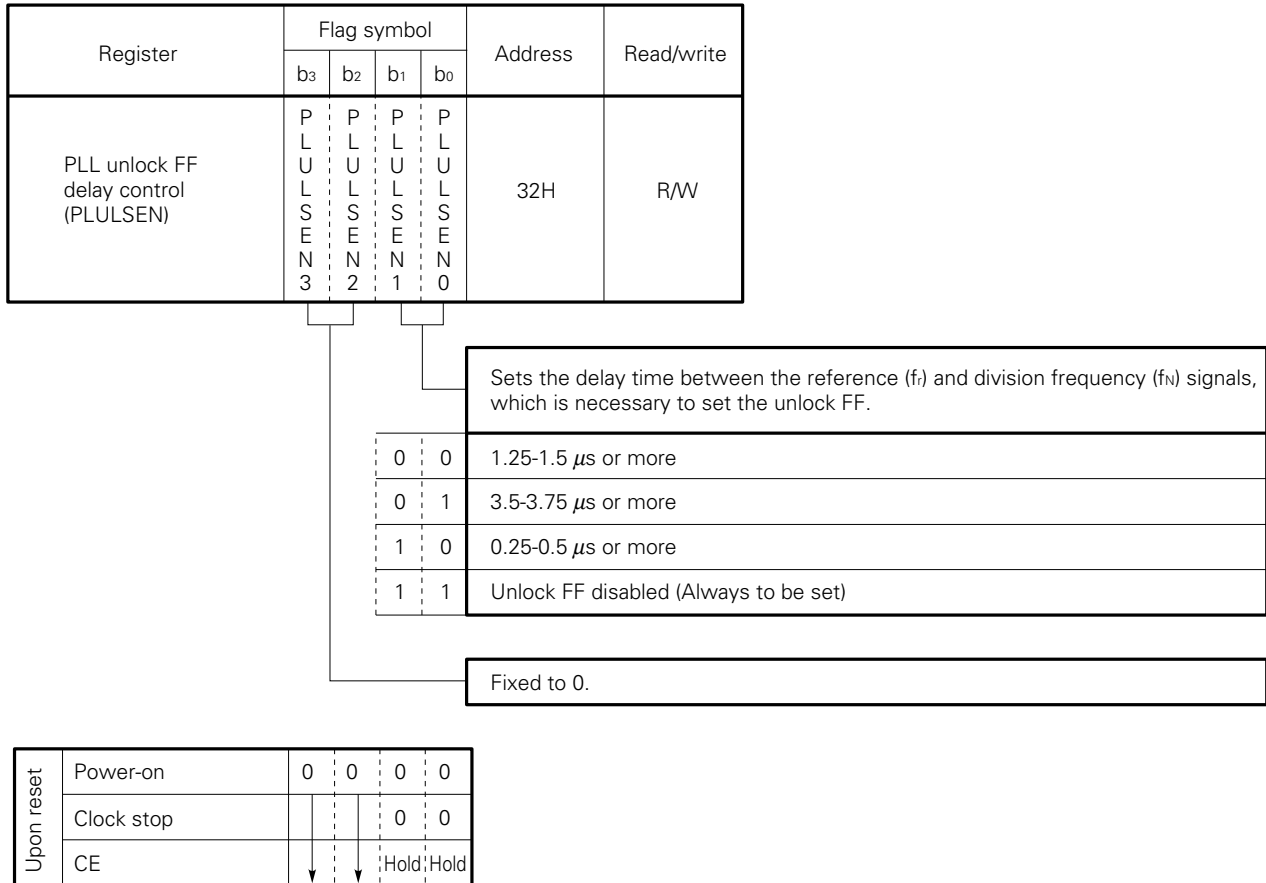 Register
Flag symbol
Address
Read/write
b3 b2 b1 b0
PLL unlock FF
delay control
(PLULSEN)
PLULSEN3
PLULSEN2
PLULSEN1
PLULSEN0
32H
R/W
Sets the delay time between the reference (fr) and division frequency (fN) signals,
which is necessary to set the unlock FF.
0 0 1.25-1.5 µs or more
0 1 3.5-3.75 µs or more
1 0 0.25-0.5 µs or more
1 1 Unlock FF disabled (Always to be set)
Fixed to 0.
Upon reset
Power-on 0 0 0 0
Clock stop 0 0
CE Hold Hold